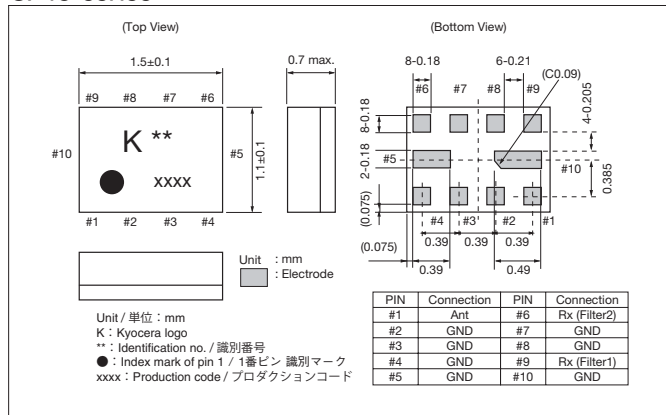 (Top View)
(Bottom View)
1.5±0.1
0.7 max.
8-0.18
6-0.21
(C0.09)
#9 #8 #7 #6
#6 #7 #8 #9
K **
xxxx
#10
#5
1.1±0.1
8-0.18
2-0.18
(0.075)
#5
4-0.205
#10
0.385
#1 #2 #3 #4
#4 #3 #2 #1
(0.075)
0.39 0.39 0.39
0.39 0.49
Unit : mm
: Electrode
Unit / 単位：mm
K：Kyocera logo
**：Identification no. / 識別番号
●：Index mark of pin 1 / 1番ピン 識別マーク
xxxx：Production code / プロダクションコード
PIN Connection PIN Connection
#1 Ant #6 Rx (Filter2)
#2 GND #7 GND
#3 GND #8 GND
#4 GND #9 Rx (Filter1)
#5 GND #10 GND